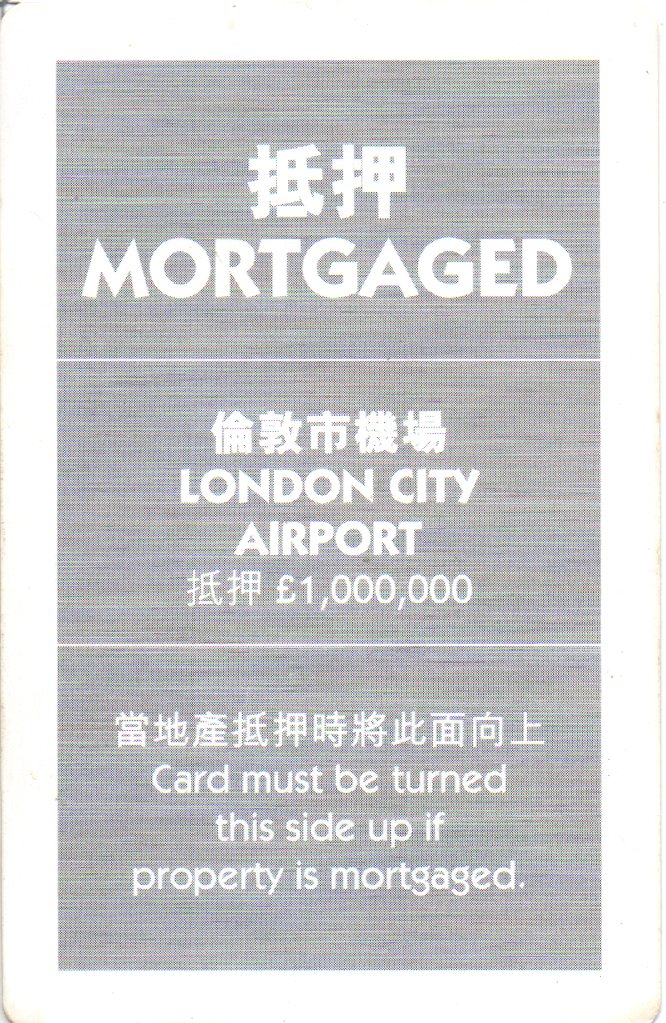 抵押
MORTGAGED
倫敦市機場
LONDON CITY
AIRPORT
抵押 £1,000,000
當地產抵押時將此面向上
Card must be turned
this side up if
property is mortgaged.